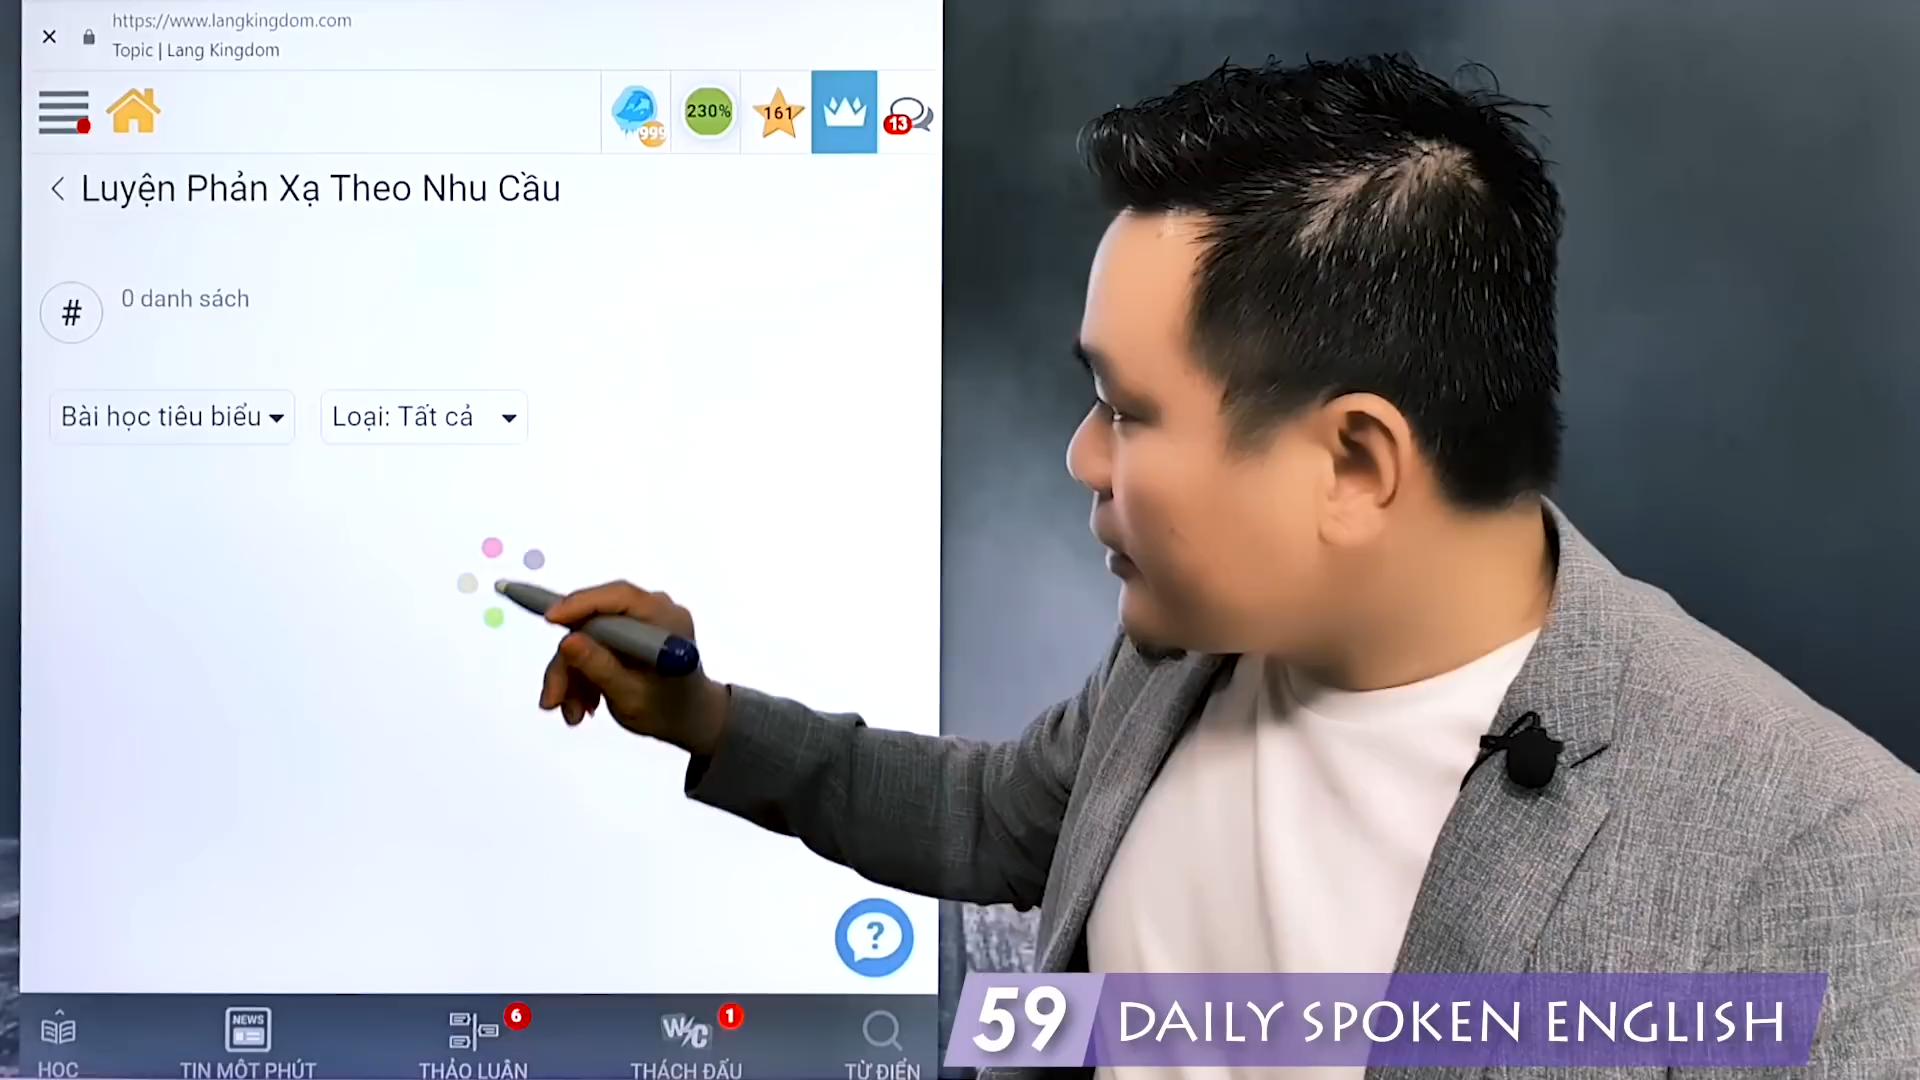 https://www.langkingdom.com
Topic | Lang Kingdom
999
230%
161
13
Luyện Phản Xạ Theo Nhu Cầu
#
0 danh sách
Bài học tiêu biểu
Loại: Tất cả
?
NEWS
6
W/C
1
HỌC
TIN MỘT PHÚT
THẢO LUẬN
THÁCH ĐẤU
TỪ ĐIỂN
59 DAILY SPOKEN ENGLISH